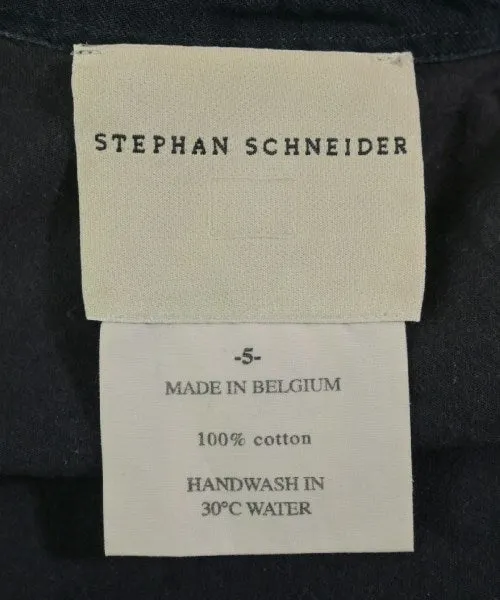 STEPHAN SCHNEIDER
-5-
MADE IN BELGIUM
100% cotton
HANDWASH IN
30°C WATER